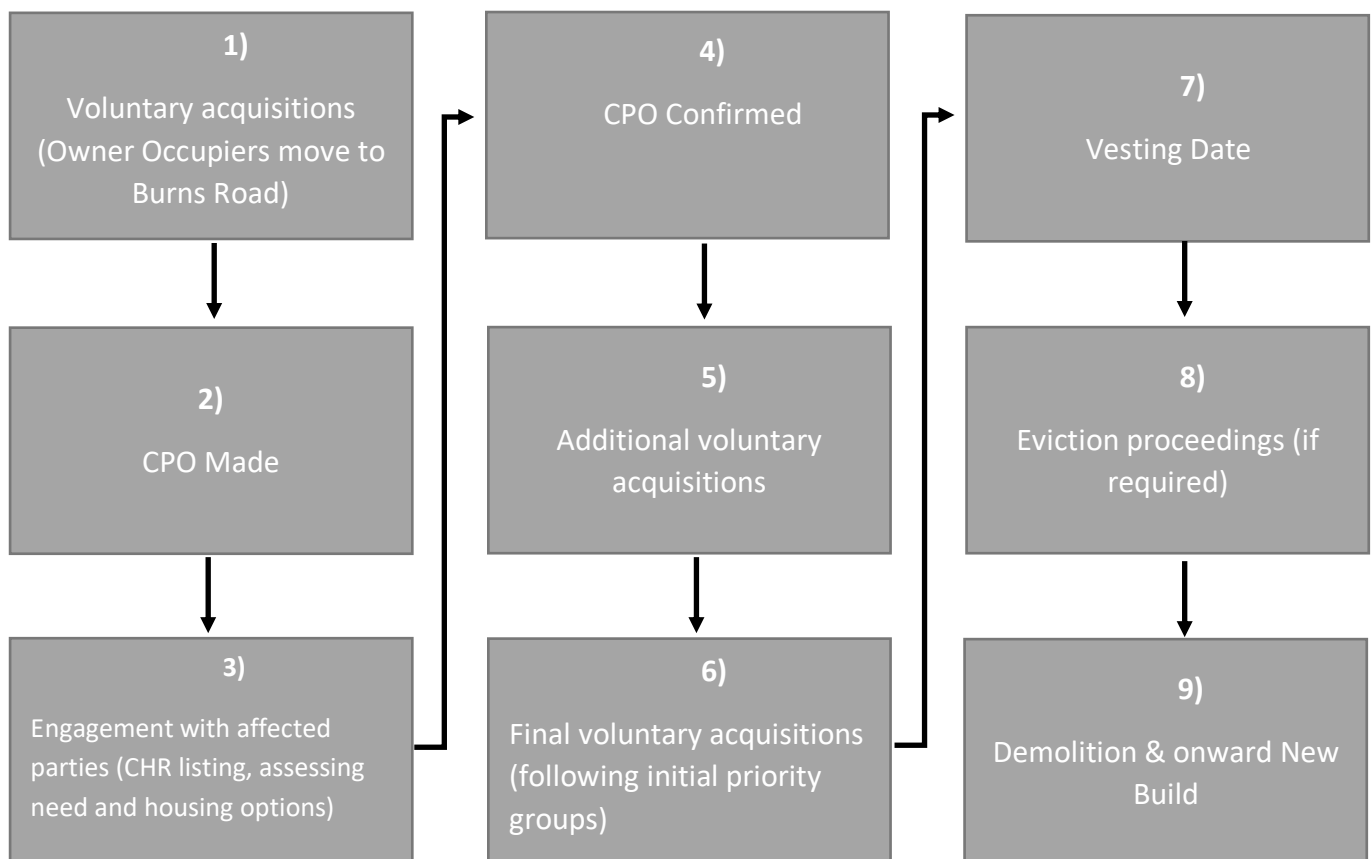 1)
Voluntary acquisitions
(Owner Occupiers move to
Burns Road)
2)
CPO Made
3)
Engagement with affected
parties (CHR listing, assessing
need and housing options)
4)
CPO Confirmed
5)
Additional voluntary
acquisitions
6)
Final voluntary acquisitions
(following initial priority
groups)
7)
Vesting Date
8)
Eviction proceedings (if
required)
9)
Demolition & onward New
Build